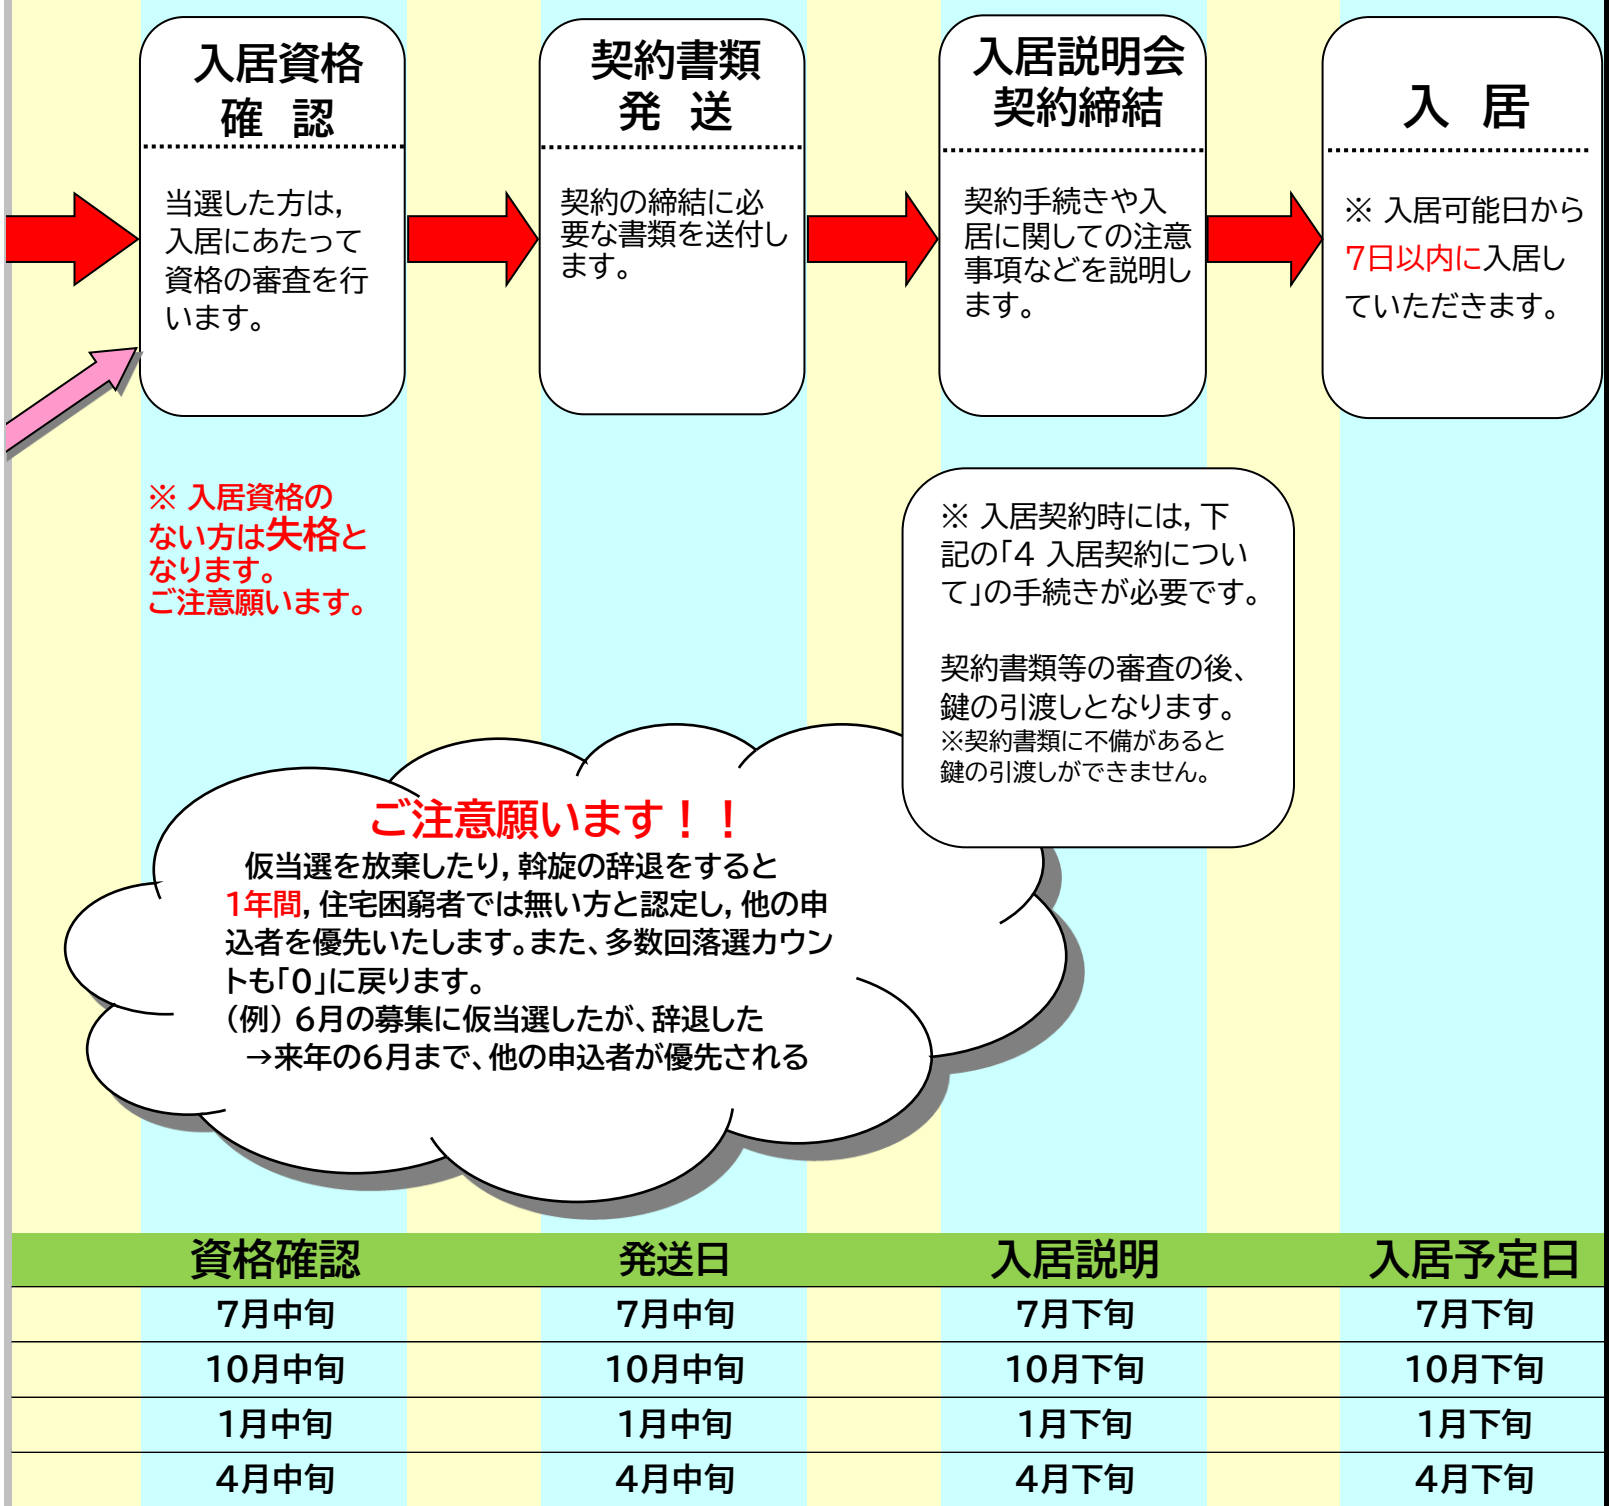 入居資格
確 認
当選した方は，
入居にあたって
資格の審査を行
います。
契約書類
発 送
契約の締結に必
要な書類を送付し
ます。
入居説明会
契約締結
契約手続きや入
居に関しての注意
事項などを説明し
ます。
入 居
※ 入居可能日から
7日以内に入居し
ていただきます。
※ 入居資格の
ない方は失格と
なります。
ご注意願います。
※ 入居契約時には，下
記の「4 入居契約につい
て」の手続きが必要です。
契約書類等の審査の後、
鍵の引渡しとなります。
※契約書類に不備があると
鍵の引渡しができません。
ご注意願います！！
仮当選を放棄したり，斡旋の辞退をすると
1年間，住宅困窮者では無い方と認定し，他の申
込者を優先いたします。また、多数回落選カウン
トも「0」に戻ります。
（例） 6月の募集に仮当選したが、辞退した
→来年の6月まで、他の申込者が優先される
資格確認 発送日 入居説明 入居予定日
7月中旬 7月中旬 7月下旬 7月下旬
10月中旬 10月中旬 10月下旬 10月下旬
1月中旬 1月中旬 1月下旬 1月下旬
4月中旬 4月中旬 4月下旬 4月下旬